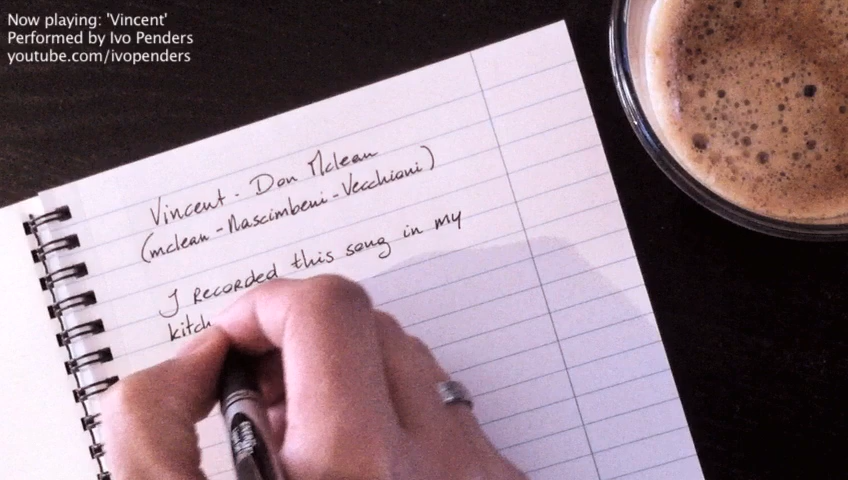 Now playing: 'Vincent'
Performed by Ivo Penders
youtube.com/ivopenders
Vincent - Don Mclean
(mclean - Nascimbeni - Vecchioni)
I recorded this song in my
kitch